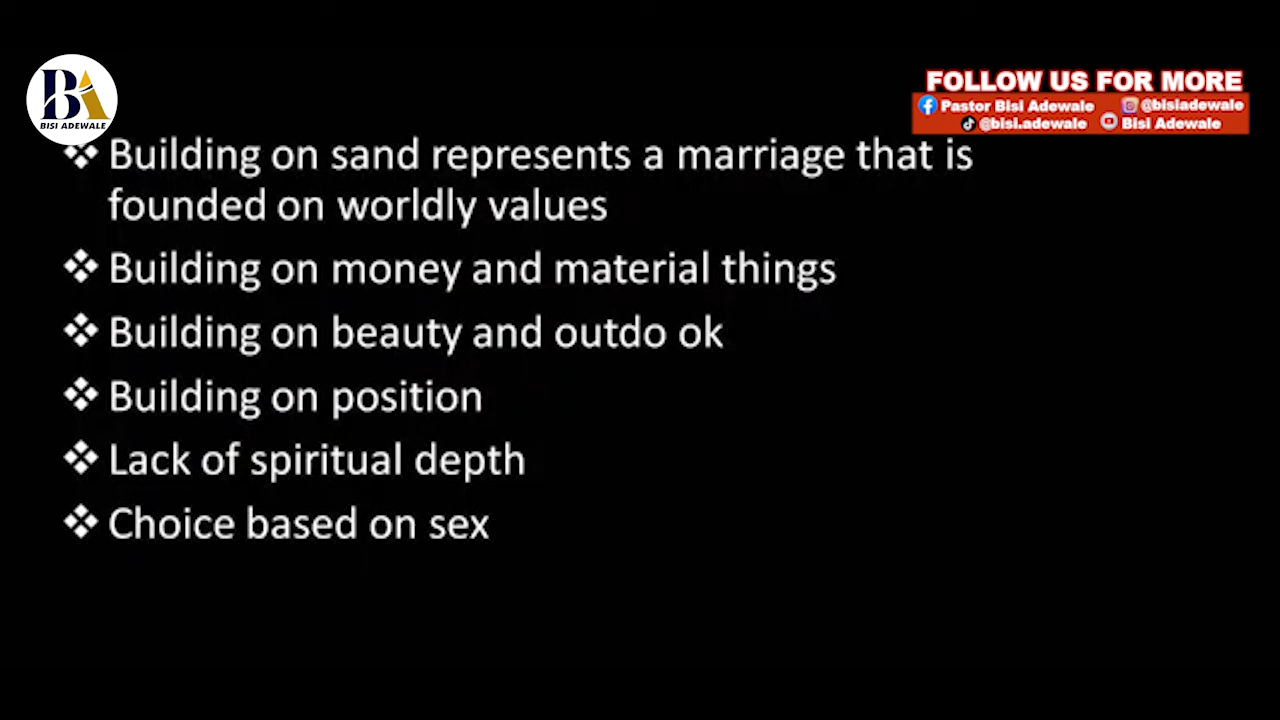 BA
BISI ADEWALE
FOLLOW US FOR MORE
Pastor Bisi Adewale @bisiadewale
@bisi.adewale Bisi Adewale
❖ Building on sand represents a marriage that is
founded on worldly values
❖ Building on money and material things
❖ Building on beauty and outdo ok
❖ Building on position
❖ Lack of spiritual depth
❖ Choice based on sex